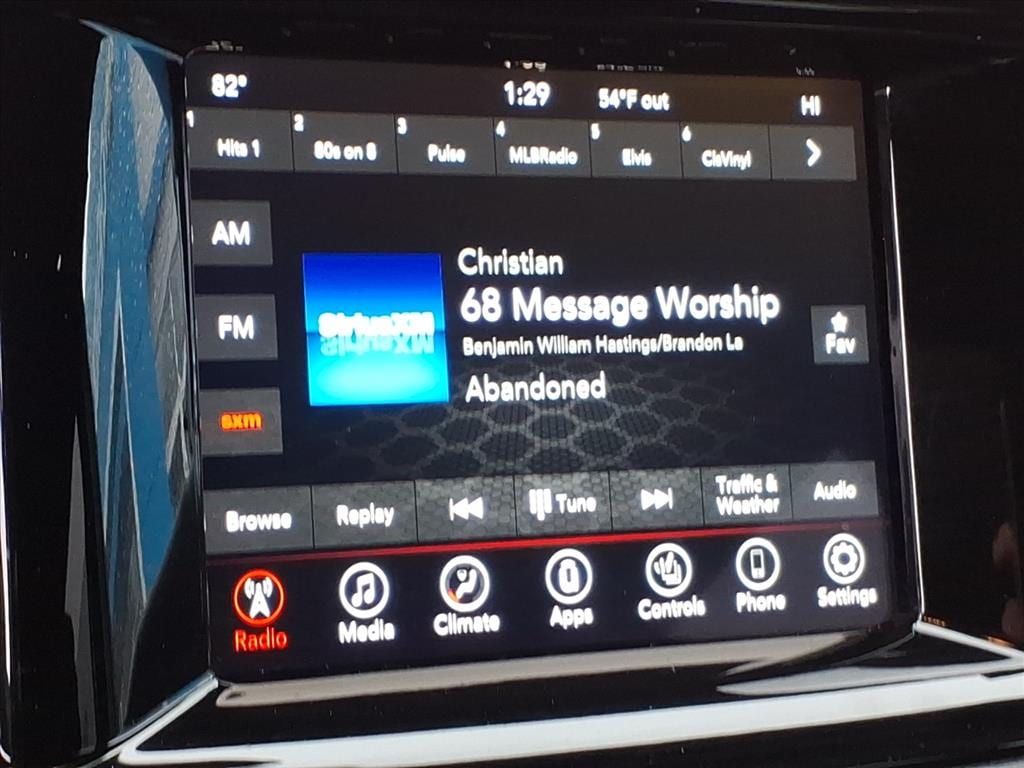 82° 1:29 54°F out HI
1 Hits 1 2 80s on 8 3 Pulse 4 MLBRadio 5 Elvis 6 ClsVinyl
AM
Christian
68 Message Worship
SiriusXM
FM
Fav
Benjamin William Hastings/Brandon La
Abandoned
sxm
Browse Replay Tune Traffic & Weather Audio
Radio Media Climate Apps Controls Phone Settings